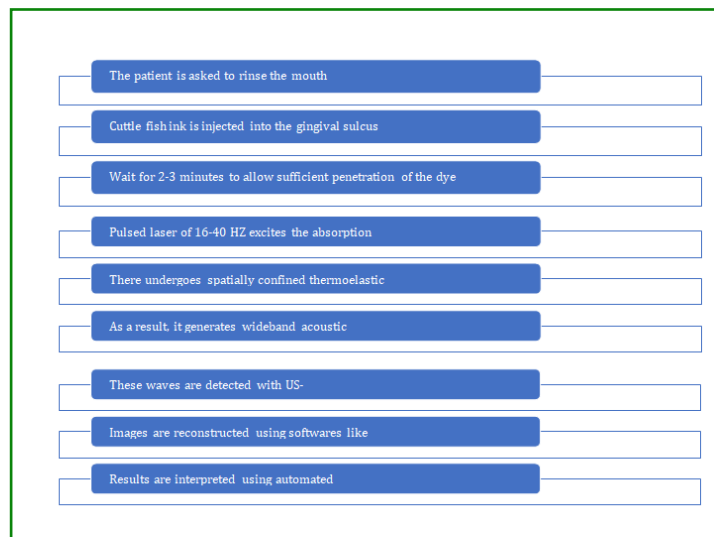 The patient is asked to rinse the mouth
Cuttle fish ink is injected into the gingival sulcus
Wait for 2-3 minutes to allow sufficient penetration of the dye
Pulsed laser of 16-40 HZ excites the absorption
There undergoes spatially confined thermoelastic
As a result, it generates wideband acoustic
These waves are detected with US-
Images are reconstructed using softwares like
Results are interpreted using automated